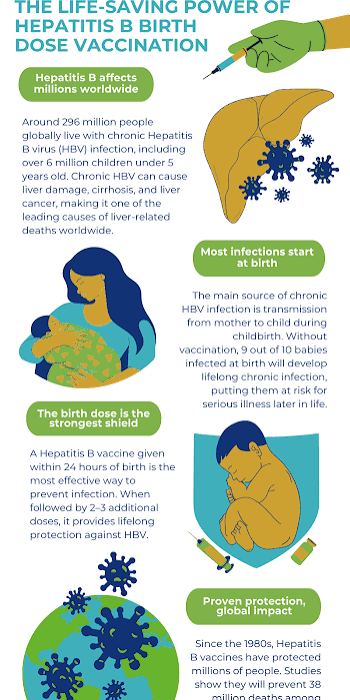 THE LIFE-SAVING POWER OF
HEPATITIS B BIRTH
DOSE VACCINATION
Hepatitis B affects
millions worldwide
Around 296 million people
globally live with chronic Hepatitis
B virus (HBV) infection, including
over 6 million children under 5
years old. Chronic HBV can cause
liver damage, cirrhosis, and liver
cancer, making it one of the
leading causes of liver-related
deaths worldwide.
Most infections start
at birth
The main source of chronic
HBV infection is transmission
from mother to child during
childbirth. Without
vaccination, 9 out of 10 babies
infected at birth will develop
lifelong chronic infection,
putting them at risk for
serious illness later in life.
The birth dose is the
strongest shield
A Hepatitis B vaccine given
within 24 hours of birth is the
most effective way to
prevent infection. When
followed by 2–3 additional
doses, it provides lifelong
protection against HBV.
Proven protection,
global impact
Since the 1980s, Hepatitis
B vaccines have protected
millions of people. Studies
show they will prevent 38
million deaths among